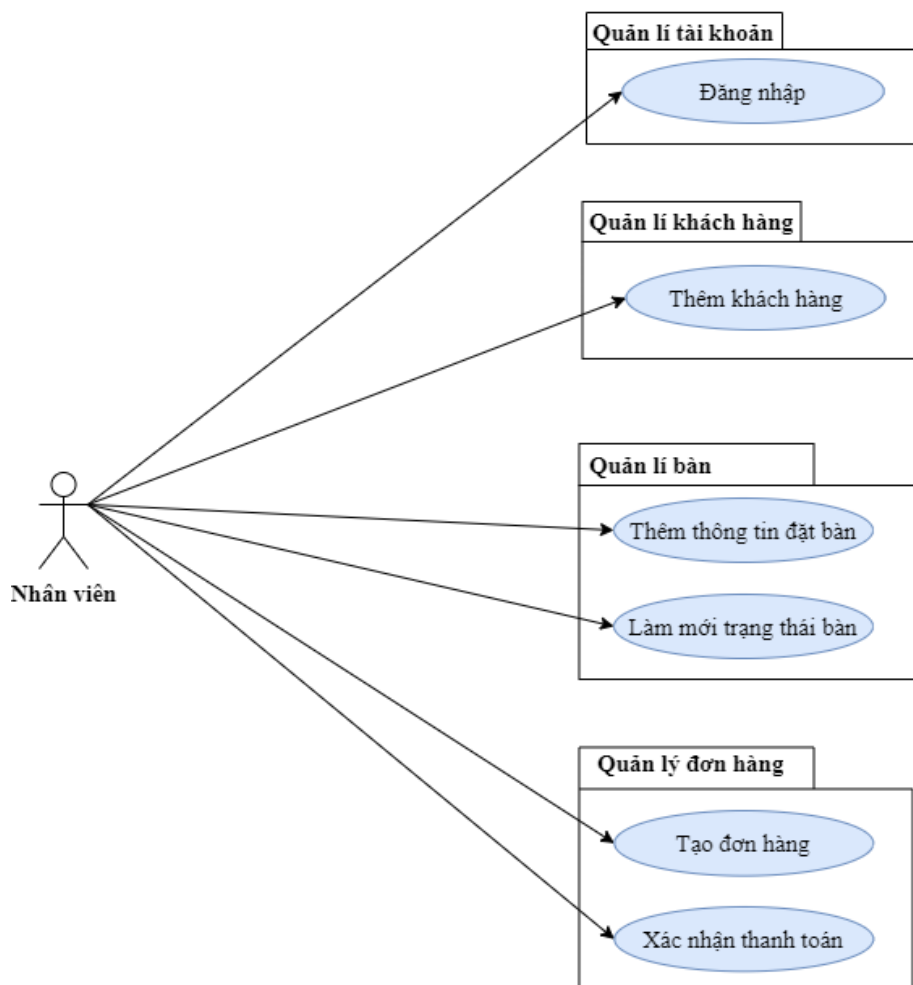 Quản lí tài khoản
Đăng nhập
Quản lí khách hàng
Thêm khách hàng
Quản lí bàn
Thêm thông tin đặt bàn
Nhân viên
Làm mới trạng thái bàn
Quản lý đơn hàng
Tạo đơn hàng
Xác nhận thanh toán